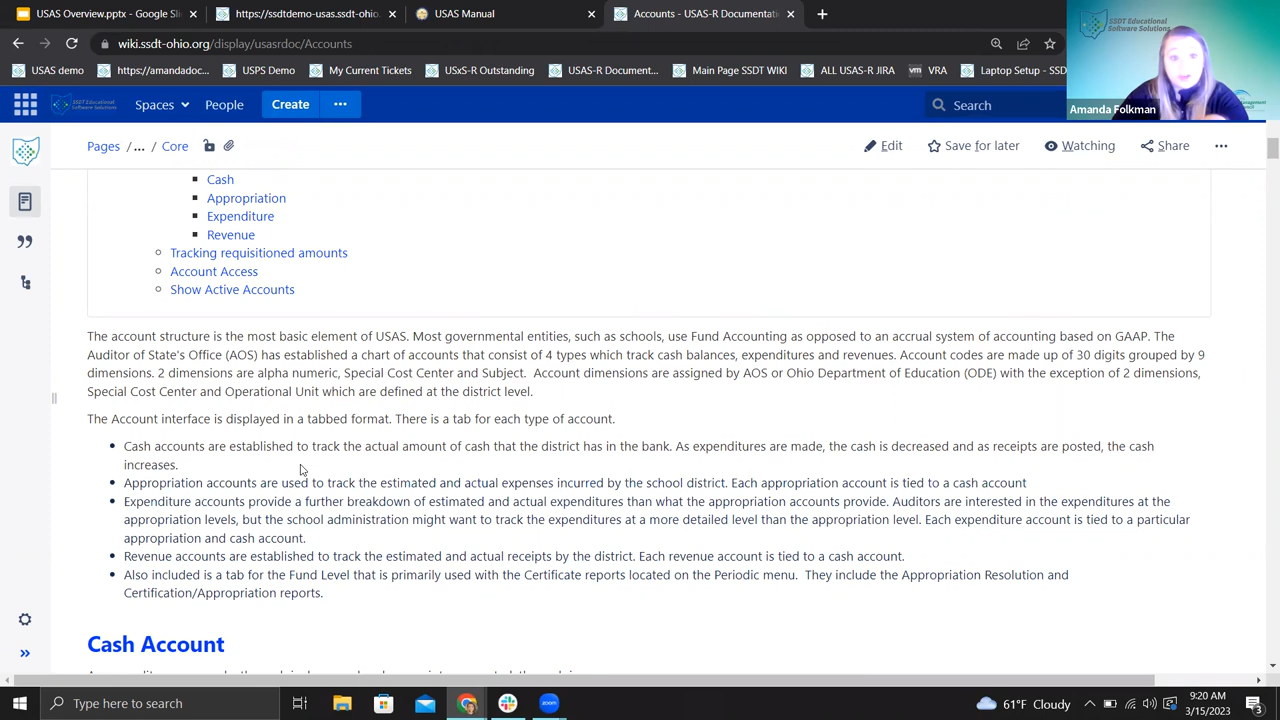 Overview of USAS.pptx - Google Sli
https://ssdtdemo-usas.ssdt-ohio.
USAS Manual
Accounts - USAS-R Documentati
wiki.ssdt-ohio.org/display/usasrdoc/Accounts
USAS demo
https://amandadoc...
USPS Demo
My Current Tickets
USxS-R Outstanding
USAS-R Document...
Main Page SSDT WIKI
ALL USAS-R JIRA
vm VRA
Laptop Setup - SSD
SSDT Educational
Software Solutions
Amanda Folkman
SSDT Educational
Software Solutions
Spaces
People
Create
Search
Pages /... / Core
Edit
Save for later
Watching
Share
Cash
Appropriation
Expenditure
Revenue
Tracking requisitioned amounts
Account Access
Show Active Accounts
The account structure is the most basic element of USAS. Most governmental entities, such as schools, use Fund Accounting as opposed to an accrual system of accounting based on GAAP. The
Auditor of State's Office (AOS) has established a chart of accounts that consist of 4 types which track cash balances, expenditures and revenues. Account codes are made up of 30 digits grouped by 9
dimensions. 2 dimensions are alpha numeric, Special Cost Center and Subject. Account dimensions are assigned by AOS or Ohio Department of Education (ODE) with the exception of 2 dimensions,
Special Cost Center and Operational Unit which are defined at the district level.
The Account interface is displayed in a tabbed format. There is a tab for each type of account.
Cash accounts are established to track the actual amount of cash that the district has in the bank. As expenditures are made, the cash is decreased and as receipts are posted, the cash
increases.
Appropriation accounts are used to track the estimated and actual expenses incurred by the school district. Each appropriation account is tied to a cash account
Expenditure accounts provide a further breakdown of estimated and actual expenditures than what the appropriation accounts provide. Auditors are interested in the expenditures at the
appropriation levels, but the school administration might want to track the expenditures at a more detailed level than the appropriation level. Each expenditure account is tied to a particular
appropriation and cash account.
Revenue accounts are established to track the estimated and actual receipts by the district. Each revenue account is tied to a cash account.
Also included is a tab for the Fund Level that is primarily used with the Certificate reports located on the Periodic menu. They include the Appropriation Resolution and
Certification/Appropriation reports.
Cash Account
Type here to search
zoom
61°F Cloudy
9:20 AM
3/15/2023
3